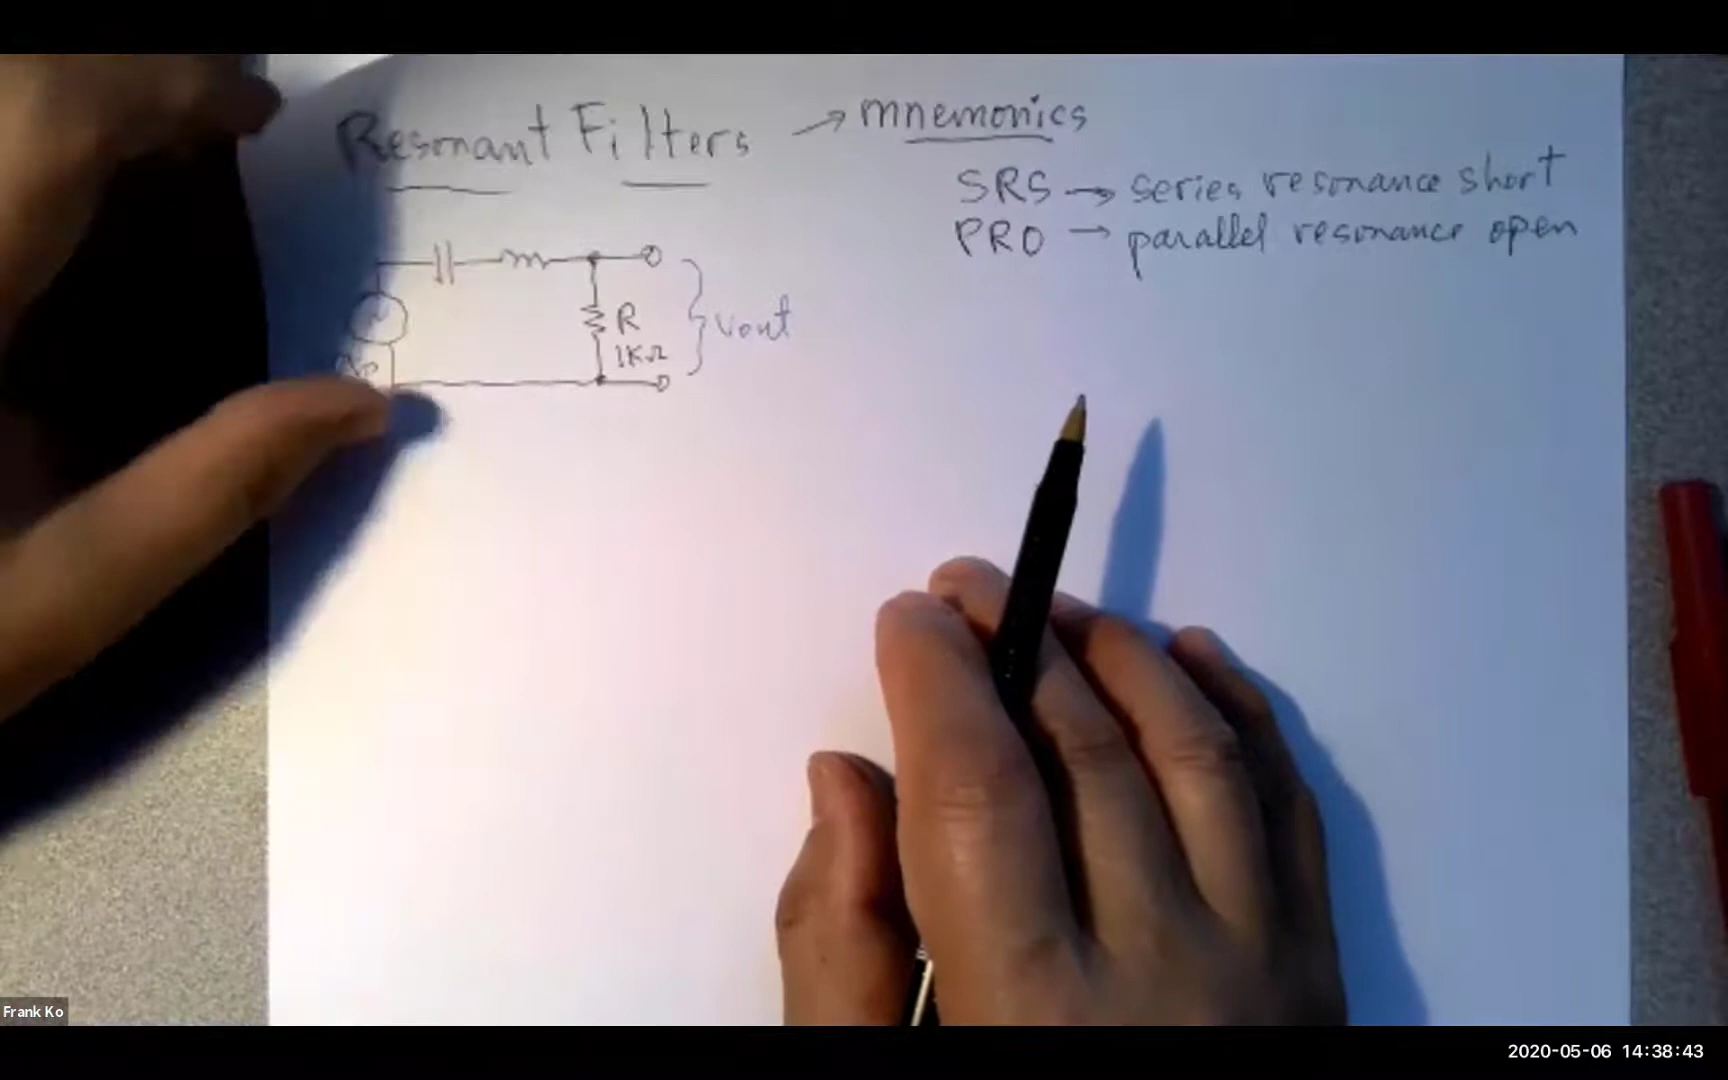 Resonant Filters → mnemonics
SRS → series resonance short
PRO → parallel resonance open
R
1KΩ
Vout
Frank Ko
2020-05-06 14:38:43